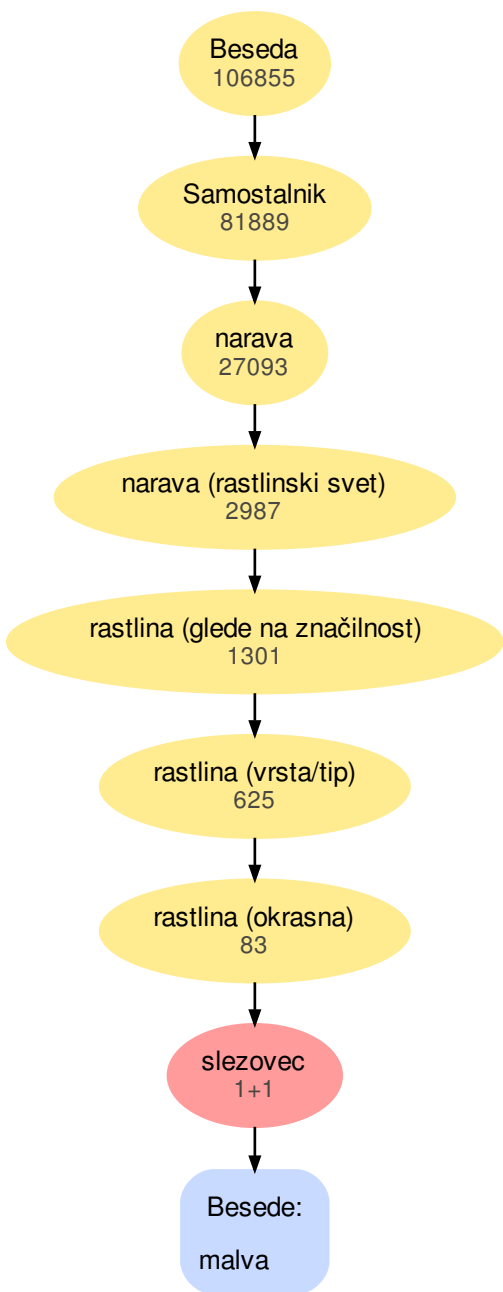 Beseda
106855
Samostalnik
81889
narava
27093
narava (rastlinski svet)
2987
rastlina (glede na značilnost)
1301
rastlina (vrsta/tip)
625
rastlina (okrasna)
83
slezovec
1+1
Besede:
malva